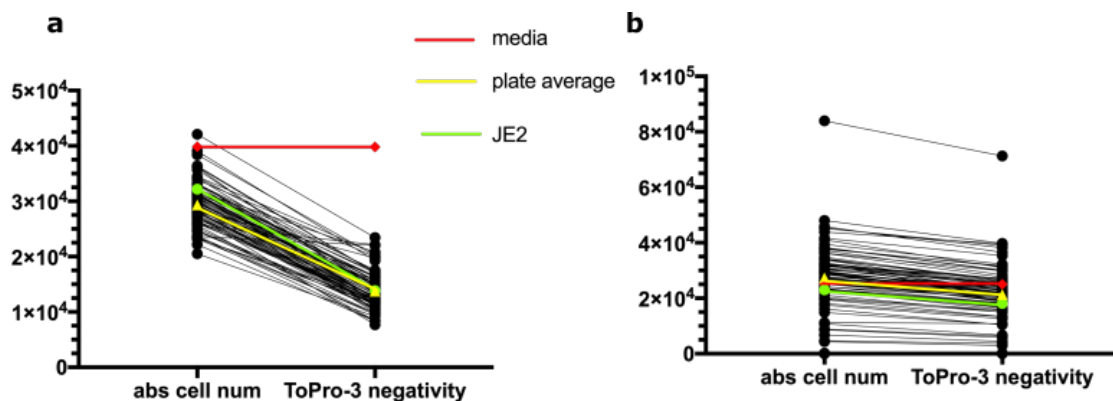 a
media
plate average
JE2
5×10⁴
4×10⁴
3×10⁴
2×10⁴
1×10⁴
0
abs cell num ToPro-3 negativity
b
1×10⁵
8×10⁴
6×10⁴
4×10⁴
2×10⁴
0
abs cell num ToPro-3 negativity